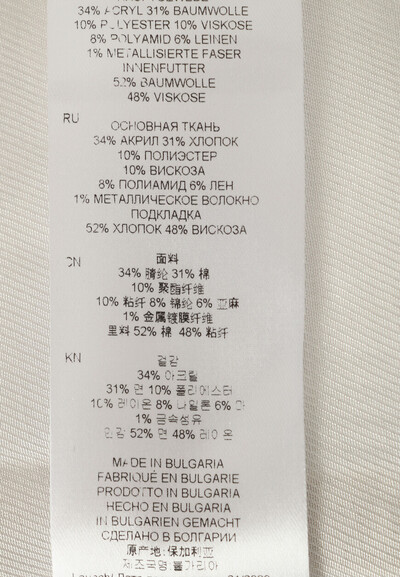 34% ACRYL 31% BAUMWOLLE
10% POLYESTER 10% VISKOSE
8% POLYAMID 6% LEINEN
1% METALLISIERTE FASER
INNENFUTTER
52% BAUMWOLLE
48% VISKOSE
RU
ОСНОВНАЯ ТКАНЬ
34% АКРИЛ 31% ХЛОПОК
10% ПОЛИЭСТЕР
10% ВИСКОЗА
8% ПОЛИАМИД 6% ЛЕН
1% МЕТАЛЛИЧЕСКОЕ ВОЛОКНО
ПОДКЛАДКА
52% ХЛОПОК 48% ВИСКОЗА
CN
面料
34% 腈纶 31% 棉
10% 聚酯纤维
10% 粘纤 8% 锦纶 6% 亚麻
1% 金属镀膜纤维
里料 52% 棉 48% 粘纤
KN
겉감
34% 아크릴
31% 면 10% 폴리에스터
10% 레이온 8% 나일론 6% 마
1% 금속섬유
안감 52% 면 48% 레이온
MADE IN BULGARIA
FABRIQUÉ EN BULGARIE
PRODOTTO IN BULGARIA
HECHO EN BULGARIA
IN BULGARIEN GEMACHT
СДЕЛАНО В БОЛГАРИИ
原产地:保加利亚
제조국명:불가리아